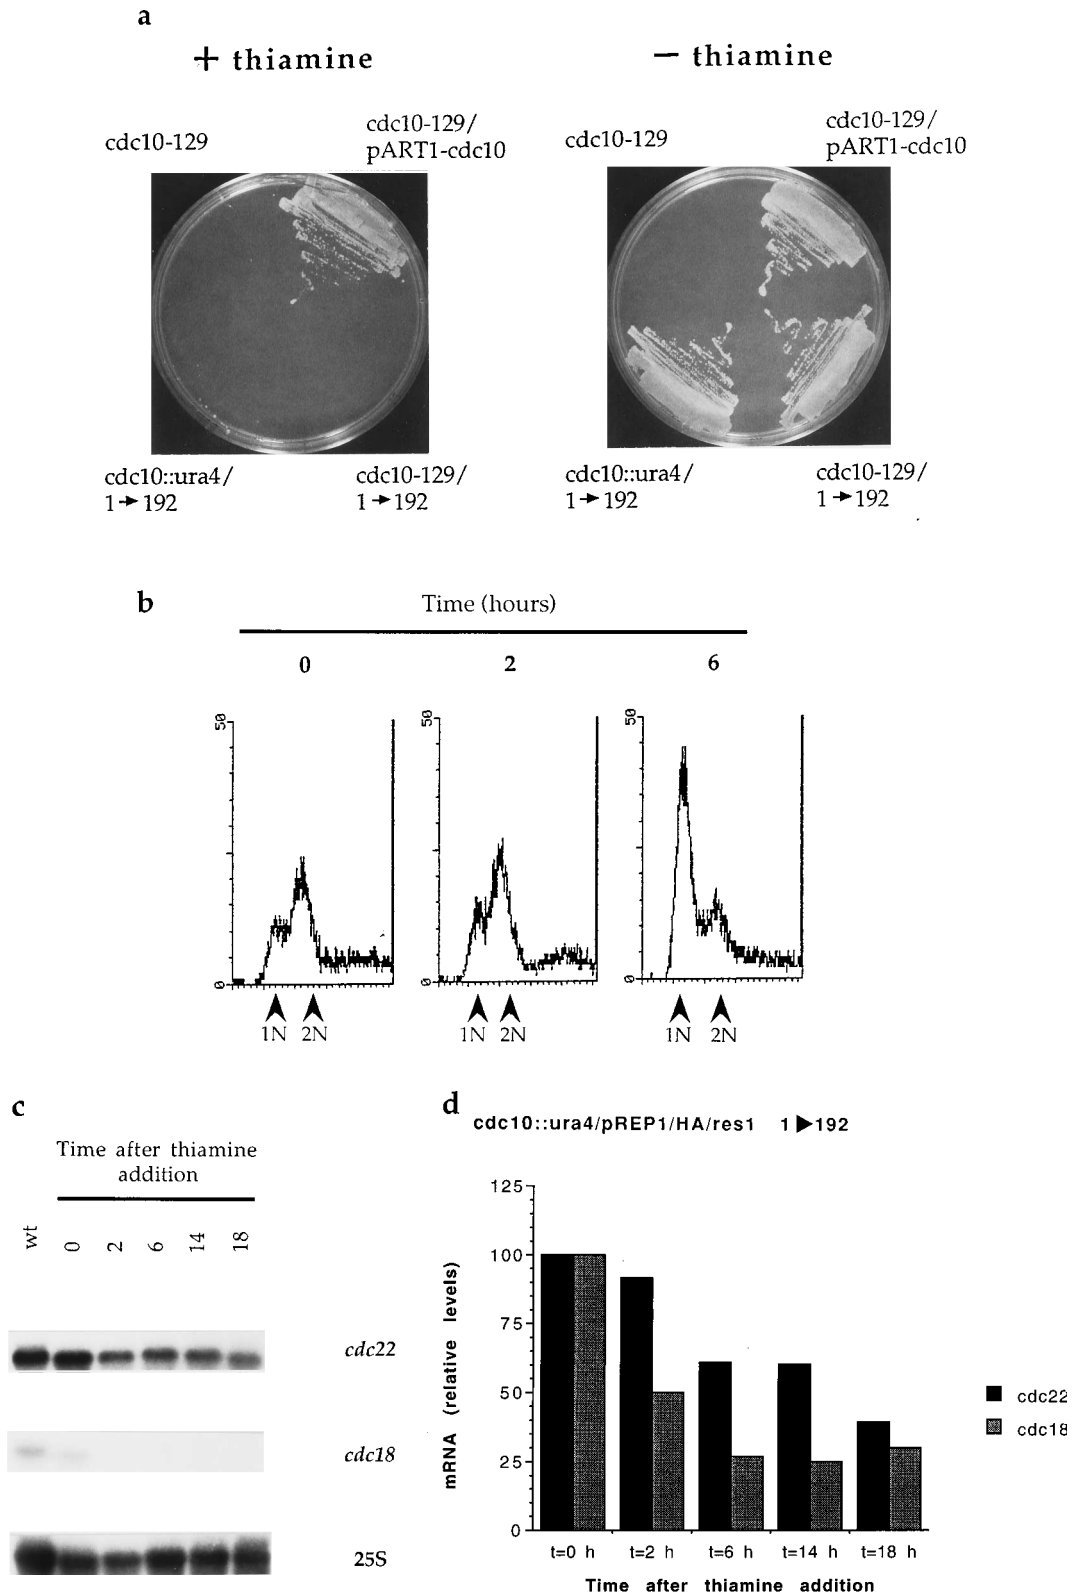 a
+ thiamine
− thiamine
cdc10-129
cdc10-129/
pART1-cdc10
cdc10-129
cdc10-129/
pART1-cdc10
cdc10::ura4/
1 → 192
cdc10-129/
1 → 192
cdc10::ura4/
1 → 192
cdc10-129/
1 → 192
b
Time (hours)
0
2
6
50
0
1N
2N
50
0
1N
2N
50
0
1N
2N
c
Time after thiamine
addition
wt
0
2
6
14
18
cdc22
cdc18
25S
d
cdc10::ura4/pREP1/HA/res1 1 ▶ 192
mRNA (relative levels)
125
100
75
50
25
0
t=0 h
t=2 h
t=6 h
t=14 h
t=18 h
Time after thiamine addition
cdc22
cdc18